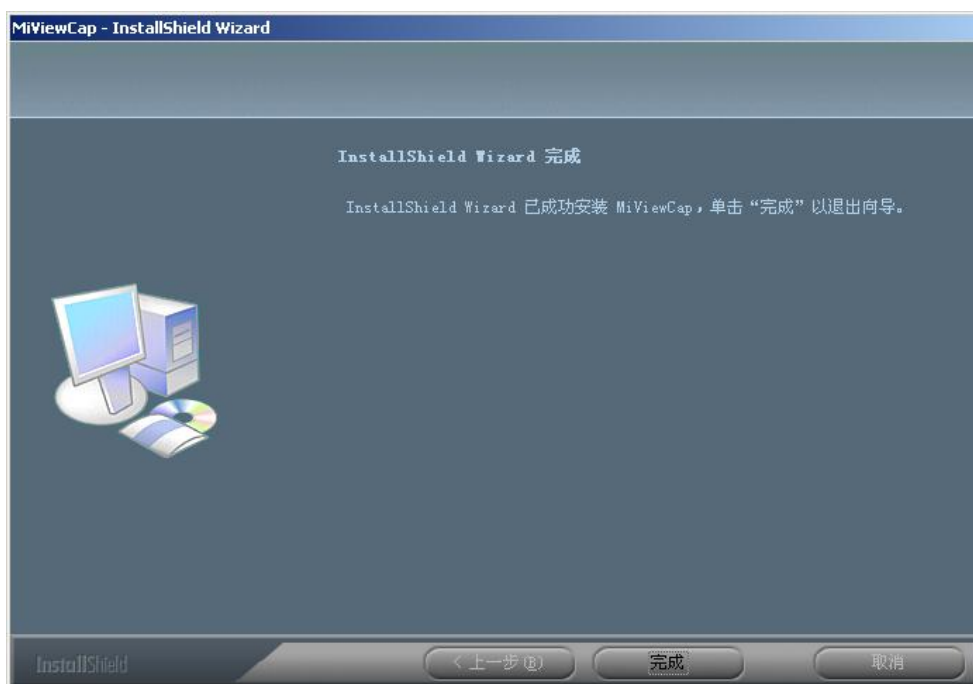 MiViewCap - InstallShield Wizard
InstallShield Wizard 完成
InstallShield Wizard 已成功安装 MiViewCap，单击“完成”以退出向导。
InstallShield
< 上一步(B)
完成
取消